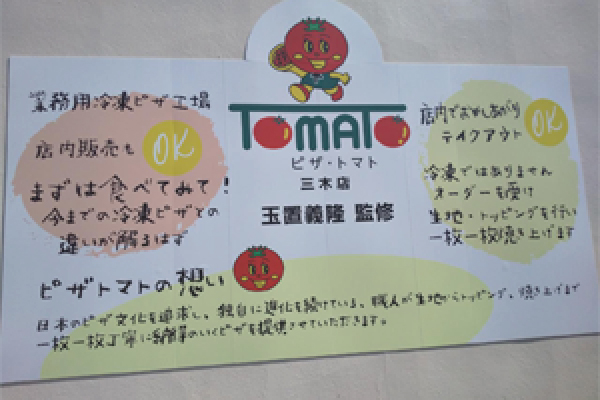 業務用冷凍ピザ工場
店内販売も
OK
まずは食べてみて!
今までの冷凍ピザとの
違いが解るはず
TOMATO
ピザ・トマト
三木店
玉置義隆 監修
店内でおめしあがり
テイクアウト
OK
冷凍ではありません
オーダーを受け
生地・トッピングを行い
一枚一枚焼き上げます
ピザトマトの想い
日本のピザ文化を追求し、独自に進化を続けている。職人が生地からトッピング、焼き上げまで
一枚一枚丁寧に納得のいくピザを提供させていただきます。